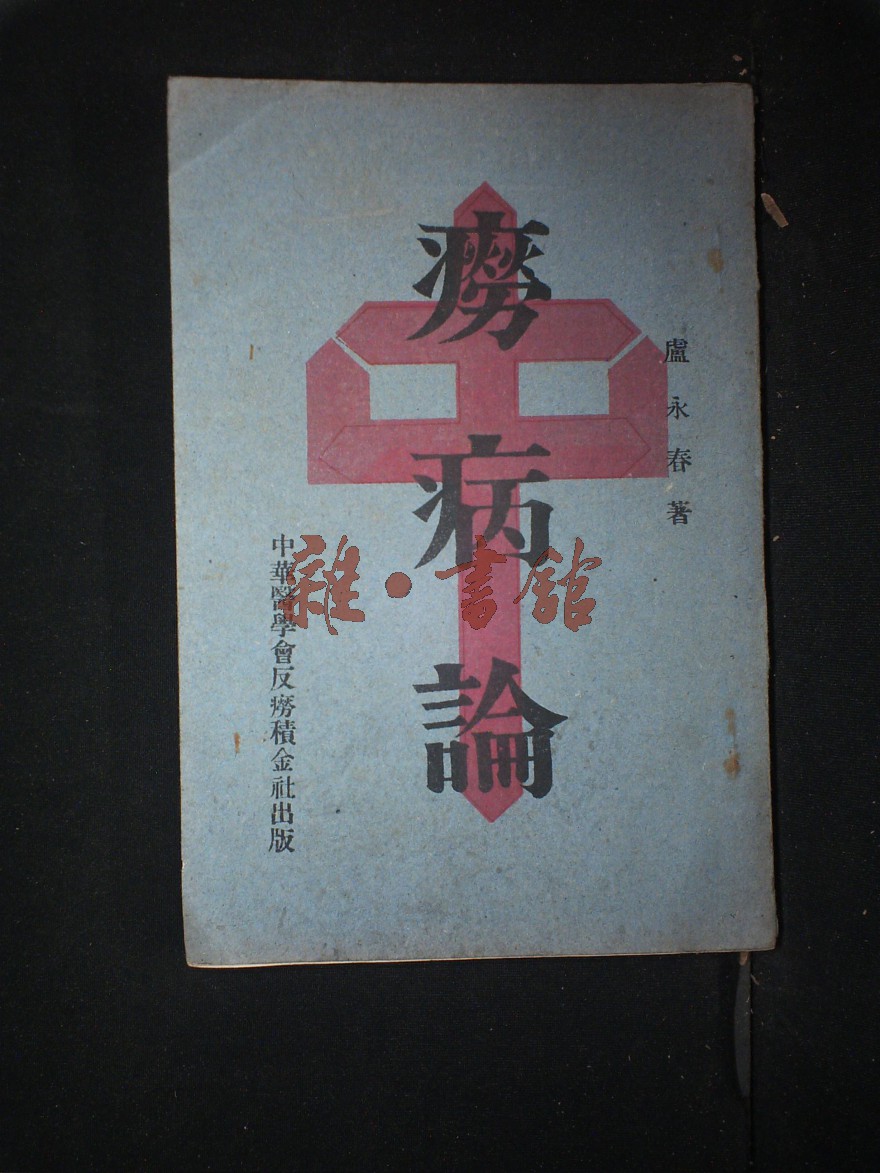 盧永春著
癆病論
中華醫學會反癆積金社出版
雜·書館